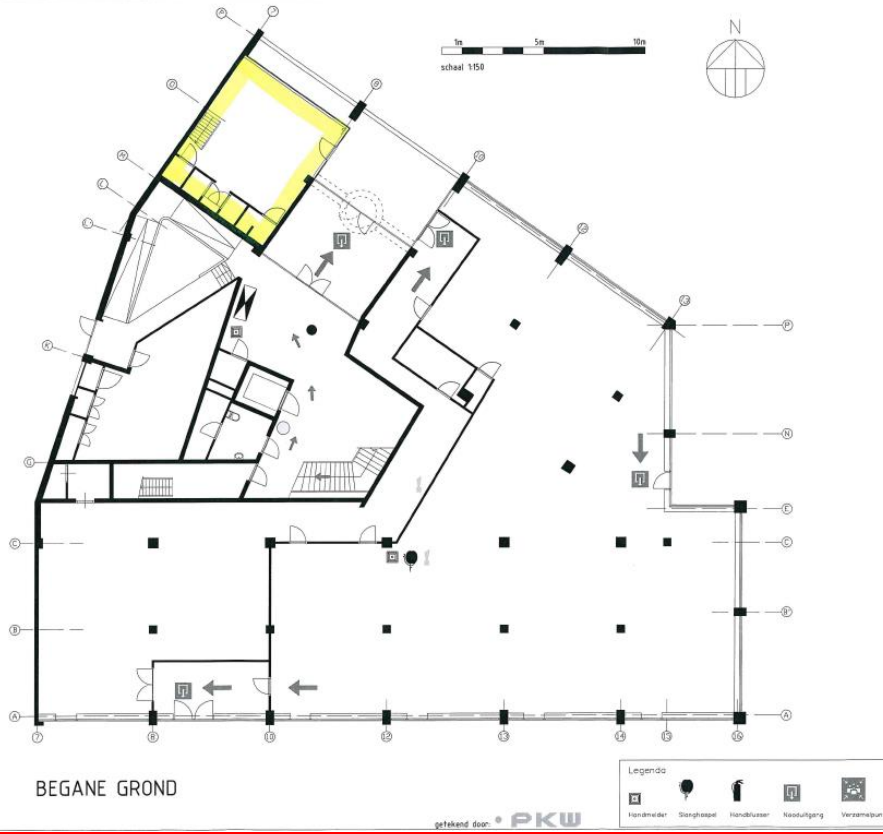 N
1m 5m 10m
schaal 1:150
P
N
G
E
C C
B B'
A A
7 8 10 12 13 14 15 16
BEGANE GROND
Legenda
Handmelder Slanghaspel Handblusser Nooduitgang Verzamelpun
getekend door: PKW